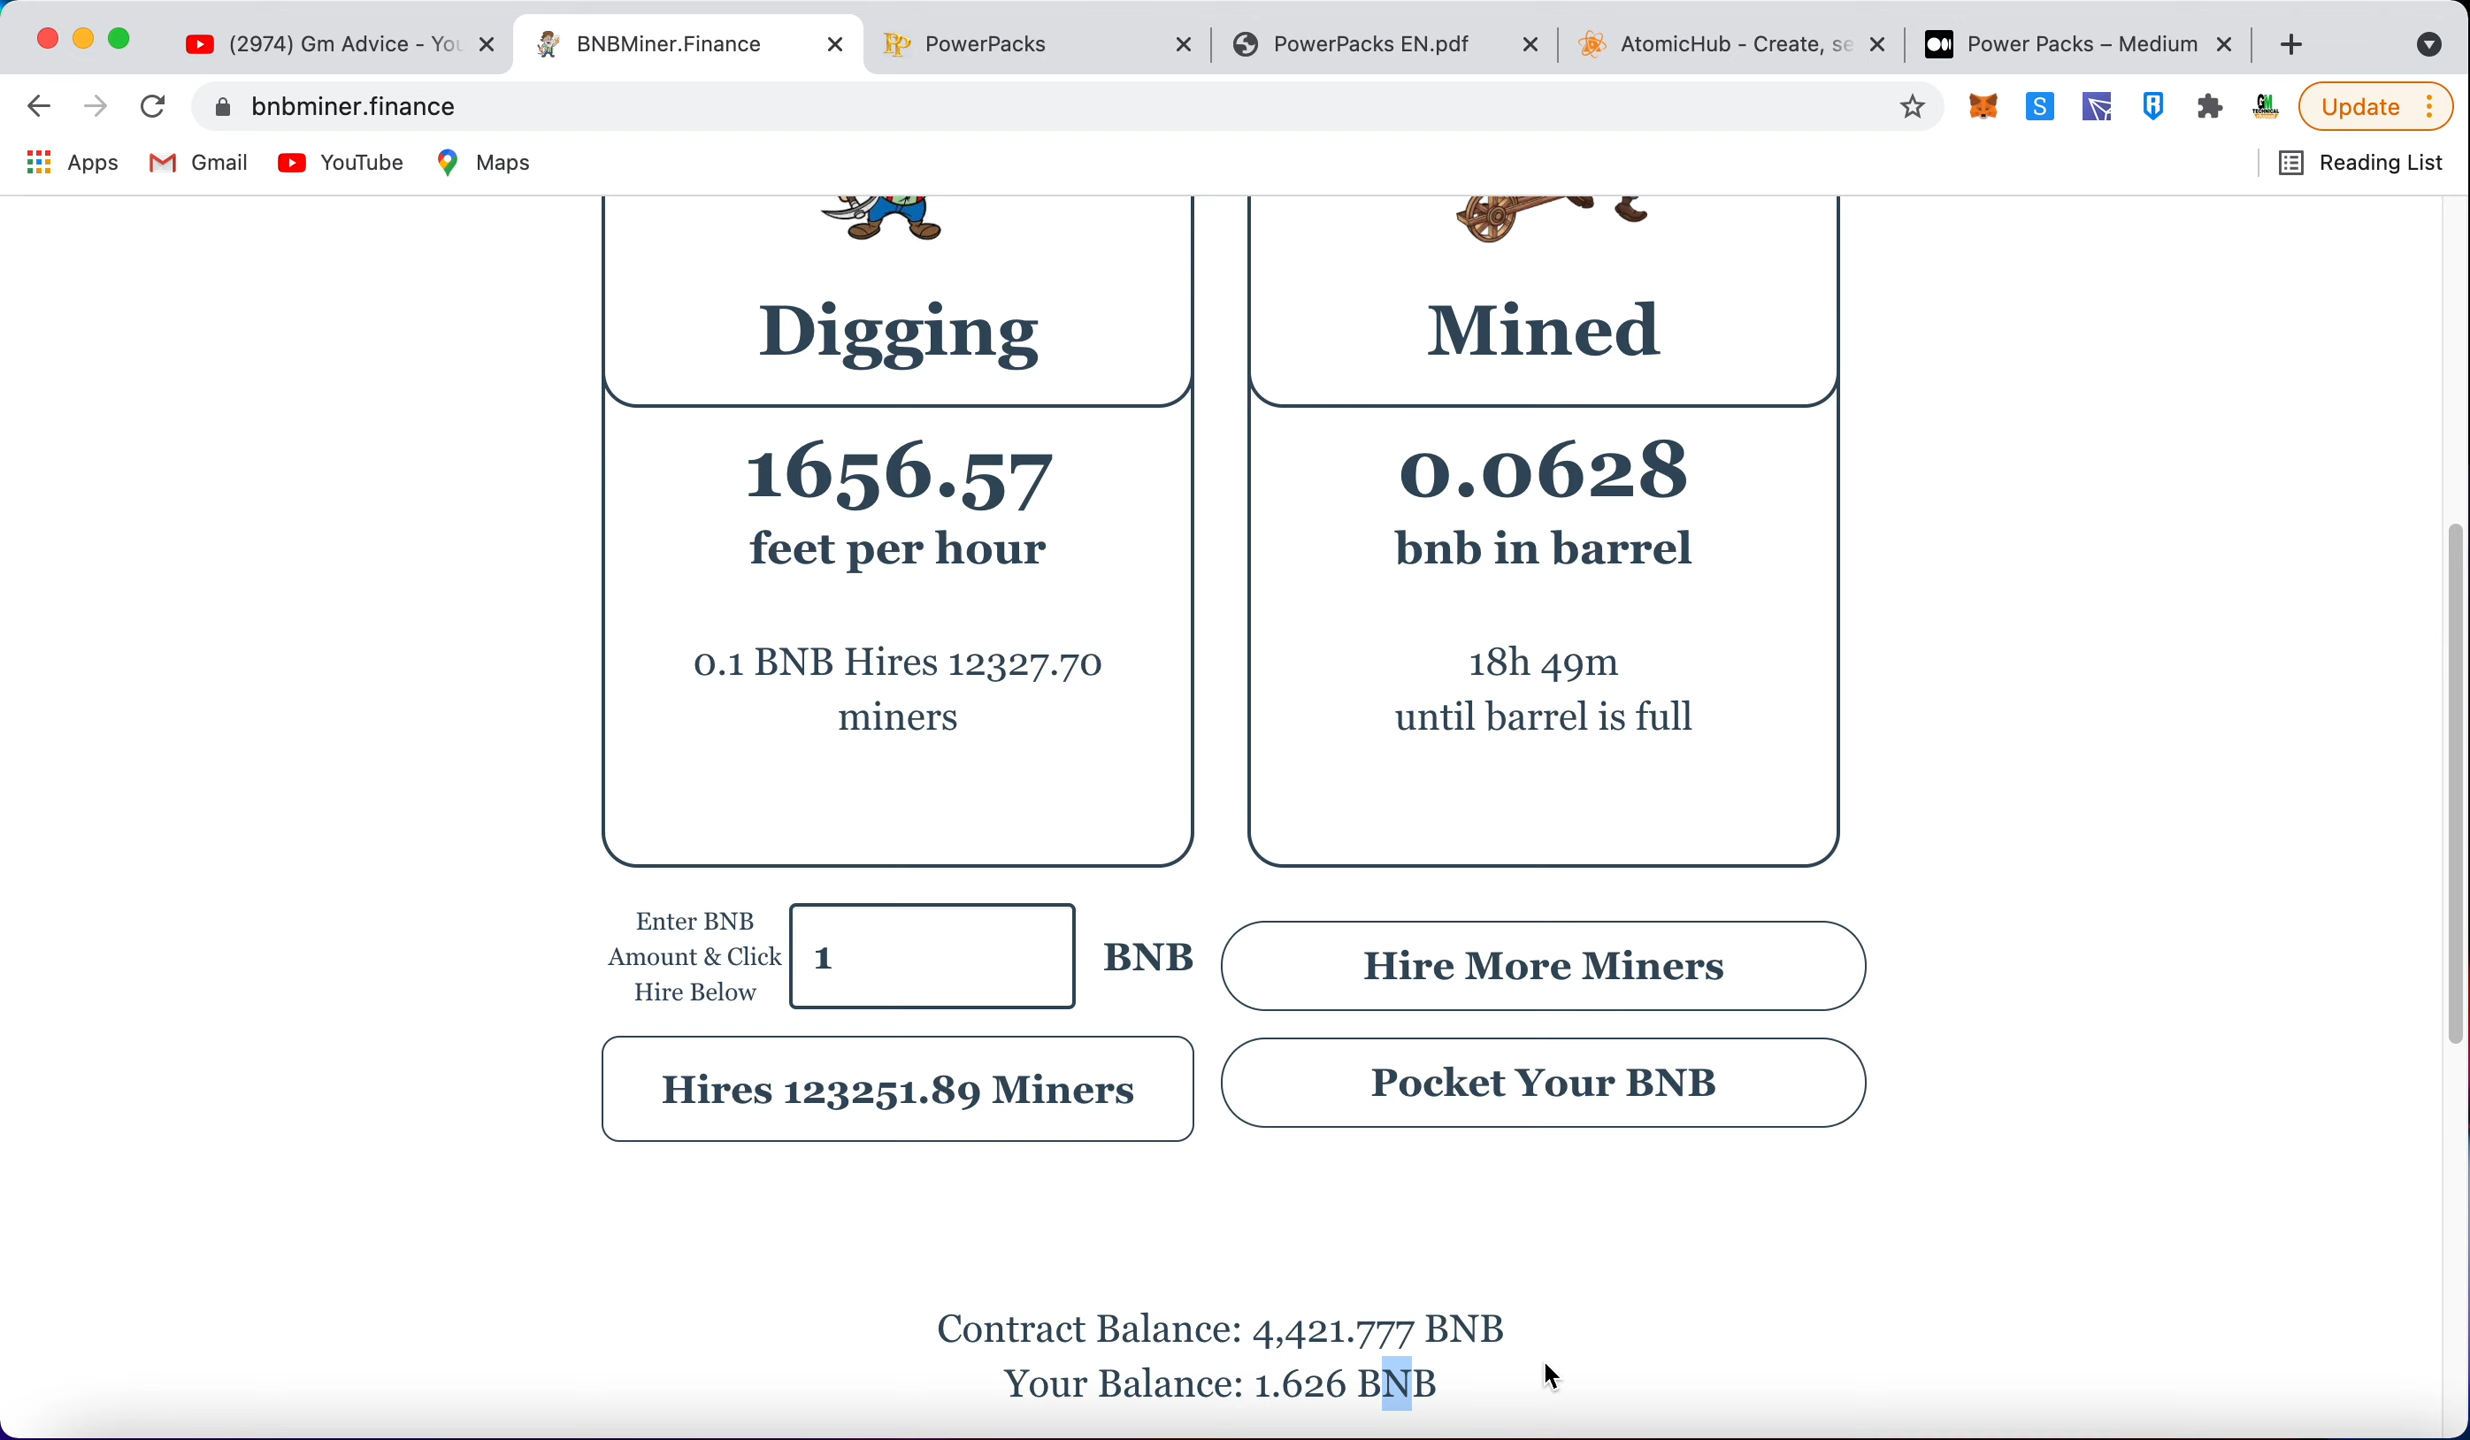 (2974) Gm Advice - You
BNBMiner.Finance
PowerPacks
PowerPacks EN.pdf
AtomicHub - Create, se
Power Packs – Medium
bnbminer.finance
S
GM
TECHNICAL
Update
Apps
Gmail
YouTube
Maps
Reading List
Digging
1656.57
feet per hour
0.1 BNB Hires 12327.70
miners
Mined
0.0628
bnb in barrel
18h 49m
until barrel is full
Enter BNB
Amount & Click
Hire Below
1
BNB
Hires 123251.89 Miners
Hire More Miners
Pocket Your BNB
Contract Balance: 4,421.777 BNB
Your Balance: 1.626 BNB